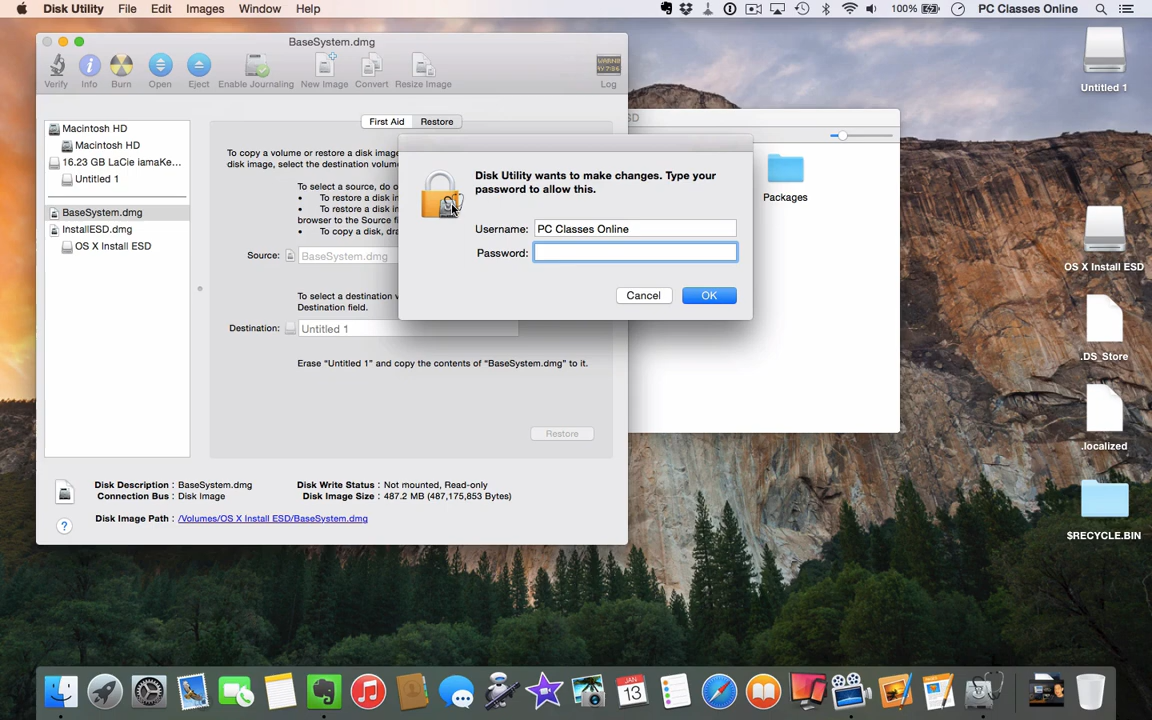 Disk Utility File Edit Images Window Help
100% PC Classes Online
BaseSystem.dmg
Verify Info Burn Open Eject Enable Journaling New Image Convert Resize Image Log
First Aid Restore
Macintosh HD
Macintosh HD
16.23 GB LaCie iamaKe...
Untitled 1
BaseSystem.dmg
InstallESD.dmg
OS X Install ESD
To copy a volume or restore a disk image
disk image, select the destination volum
To select a source, do o
• To restore a disk in
• To restore a disk in
browser to the Source fi
• To copy a disk, dra
Source: BaseSystem.dmg
To select a destination
Destination field.
Destination: Untitled 1
Erase “Untitled 1” and copy the contents of “BaseSystem.dmg” to it.
Restore
Disk Description : BaseSystem.dmg
Connection Bus : Disk Image
Disk Write Status : Not mounted, Read-only
Disk Image Size : 487.2 MB (487,175,853 Bytes)
Disk Image Path : /Volumes/OS X Install ESD/BaseSystem.dmg
?
Disk Utility wants to make changes. Type your
password to allow this.
Username: PC Classes Online
Password:
Cancel OK
SD
Packages
Untitled 1
OS X Install ESD
.DS_Store
.localized
$RECYCLE.BIN
JAN
13